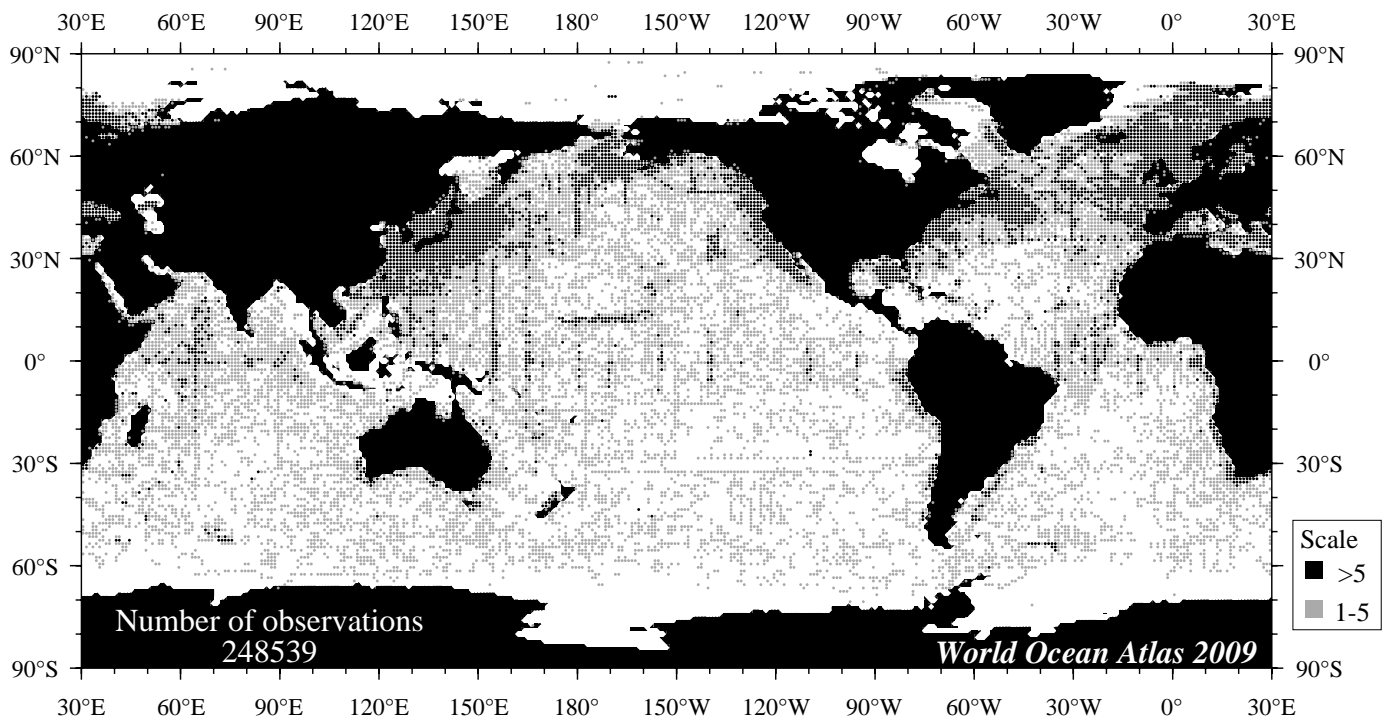 30°E 60°E 90°E 120°E 150°E 180° 150°W 120°W 90°W 60°W 30°W 0° 30°E
90°N 90°N
60°N 60°N
30°N 30°N
0° 0°
30°S 30°S
60°S 60°S
90°S 90°S
Scale
>5
1-5
Number of observations
248539
World Ocean Atlas 2009
30°E 60°E 90°E 120°E 150°E 180° 150°W 120°W 90°W 60°W 30°W 0° 30°E